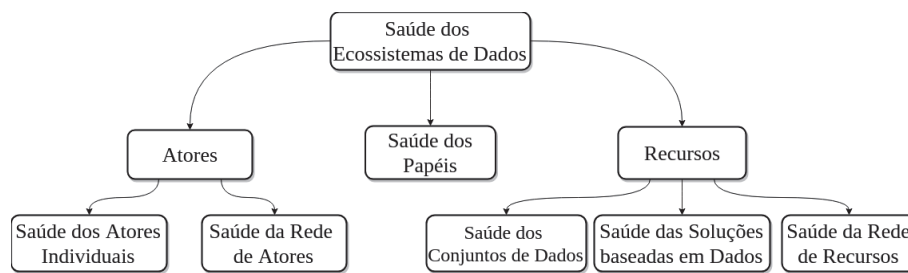 Saúde dos
Ecossistemas de Dados
Atores
Saúde dos
Papéis
Recursos
Saúde dos Atores
Individuais
Saúde da Rede
de Atores
Saúde dos
Conjuntos de Dados
Saúde das Soluções
baseadas em Dados
Saúde da Rede
de Recursos